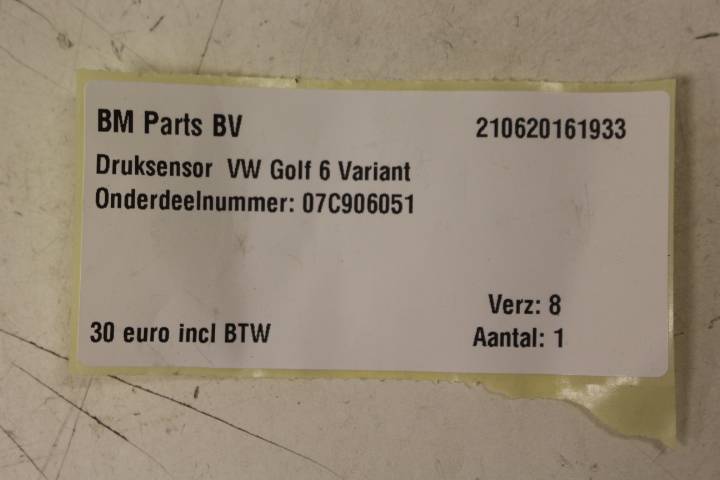 BM Parts BV 210620161933
Druksensor VW Golf 6 Variant
Onderdeelnummer: 07C906051
Verz: 8
30 euro incl BTW Aantal: 1